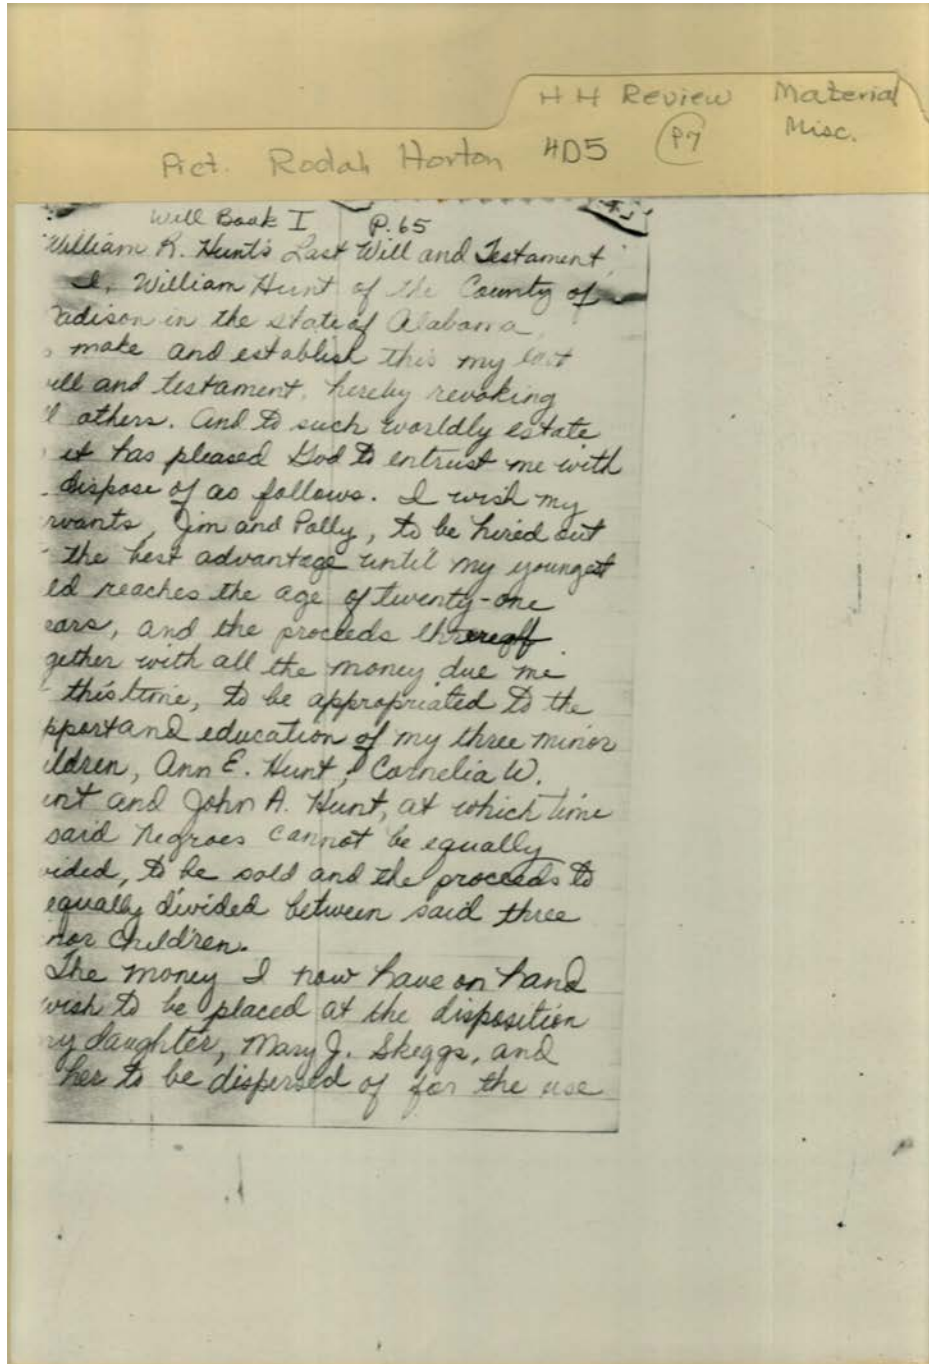 H H Review Material
Misc.
Pict. Rodah Horton 4D5 P7
Will Book I P.65
William R. Hunt's Last Will and Testament
I, William Hunt of the County of
adison in the state of Alabama
make and establish this my last
ill and testament, hereby revoking
others. And to such worldly estate
it has pleased God to entrust me with
dispose of as follows. I wish my
rvants, Jim and Polly, to be hired out
the best advantage until my youngest
ld reaches the age of twenty-one
ears, and the proceeds thereoff
gether with all the money due me
this time, to be appropriated to the
pport and education of my three minor
ildren, Ann E. Hunt, Cornelia W.
unt and John A. Hunt, at which time
said Negroes cannot be equally
vided, to be sold and the proceeds to
equally divided between said three
nor children.
The money I now have on hand
wish to be placed at the disposition
my daughter, Mary J. Skeggs, and
her to be dispersed of for the use